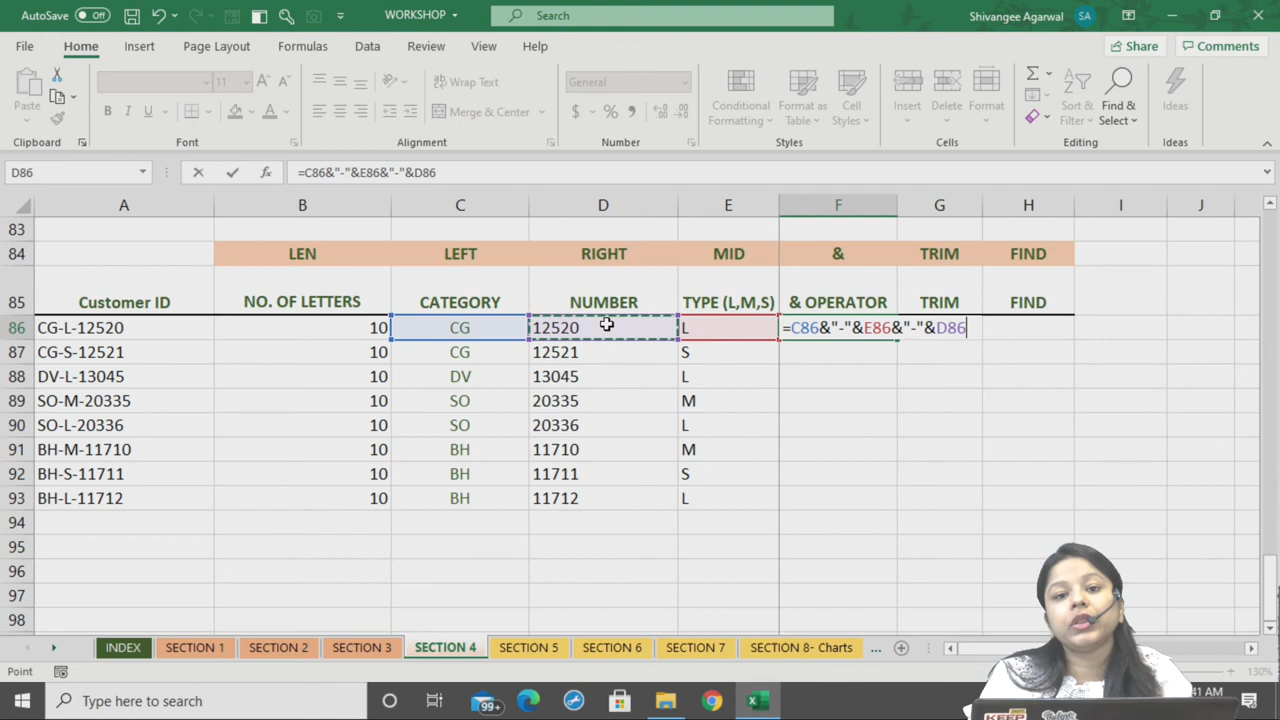 AutoSave Off WORKSHOP Search Shivangee Agarwal SA
File Home Insert Page Layout Formulas Data Review View Help Share Comments
Paste 11 Wrap Text General Conditional Formatting Format as Table Cell Styles Insert Delete Format Sort & Filter Find & Select Ideas
Merge & Center
Clipboard Font Alignment Number Styles Cells Editing Ideas
D86 =C86&"-"&E86&"-"&D86
A B C D E F G H I J
83
84 LEN LEFT RIGHT MID & TRIM FIND
85 Customer ID NO. OF LETTERS CATEGORY NUMBER TYPE (L,M,S) & OPERATOR TRIM FIND
86 CG-L-12520 10 CG 12520 L =C86&"-"&E86&"-"&D86
87 CG-S-12521 10 CG 12521 S
88 DV-L-13045 10 DV 13045 L
89 SO-M-20335 10 SO 20335 M
90 SO-L-20336 10 SO 20336 L
91 BH-M-11710 10 BH 11710 M
92 BH-S-11711 10 BH 11711 S
93 BH-L-11712 10 BH 11712 L
94
95
96
97
98
INDEX SECTION 1 SECTION 2 SECTION 3 SECTION 4 SECTION 5 SECTION 6 SECTION 7 SECTION 8- Charts ...
Point 130%
Type here to search 99+ 41 AM
KEEP